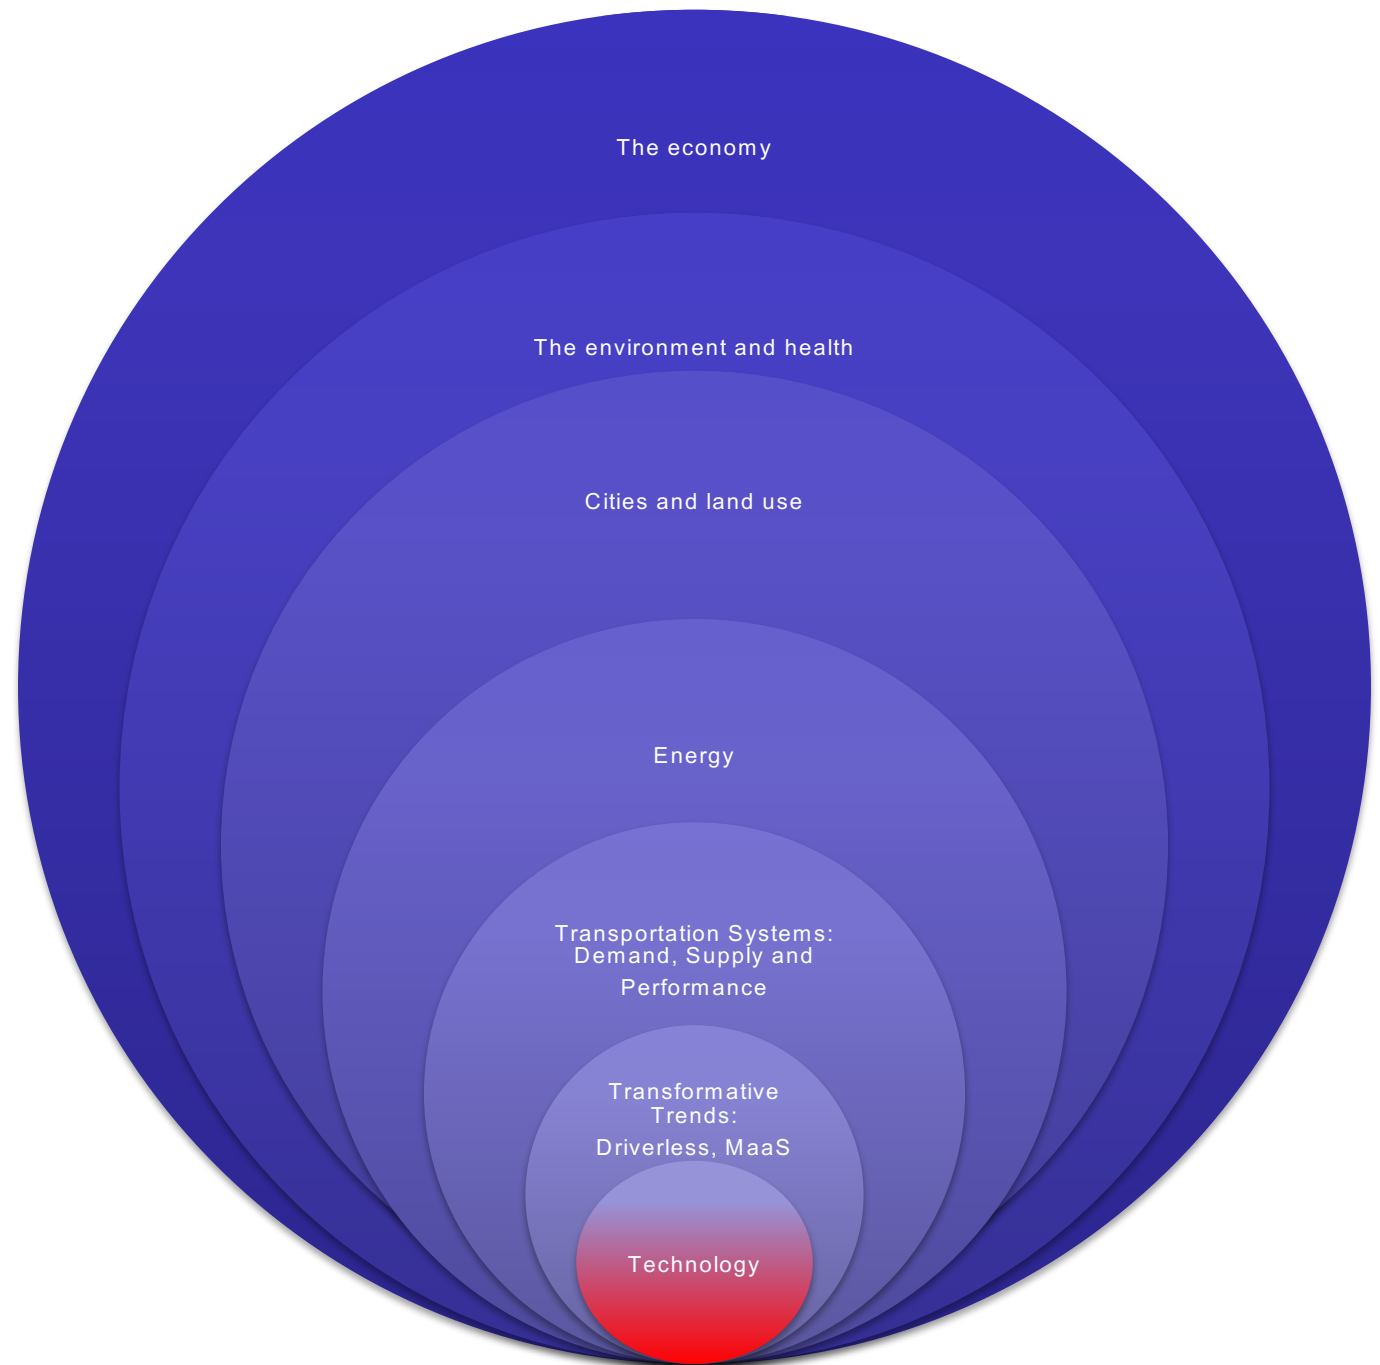 The economy
The environment and health
Cities and land use
Energy
Transportation Systems:
Demand, Supply and
Performance
Transformative
Trends:
Driverless, MaaS
Technology